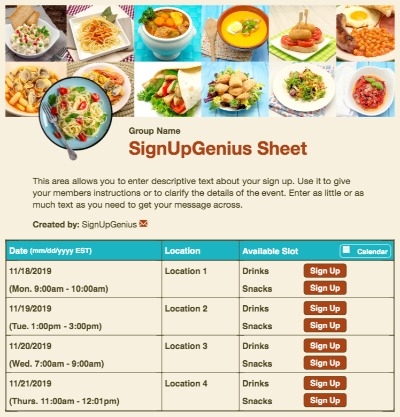 Group Name
SignUpGenius Sheet
This area allows you to enter descriptive text about your sign up. Use it to give
your members instructions or to clarify the details of the event. Enter as little or as
much text as you need to get your message across.
Created by: SignUpGenius
Date (mm/dd/yyyy EST) Location Available Slot Calendar
11/18/2019 Location 1 Drinks Sign Up
(Mon. 9:00am - 10:00am) Snacks Sign Up
11/19/2019 Location 2 Drinks Sign Up
(Tue. 1:00pm - 3:00pm) Snacks Sign Up
11/20/2019 Location 3 Drinks Sign Up
(Wed. 7:00am - 9:00am) Snacks Sign Up
11/21/2019 Location 4 Drinks Sign Up
(Thurs. 11:00am - 12:01pm) Snacks Sign Up